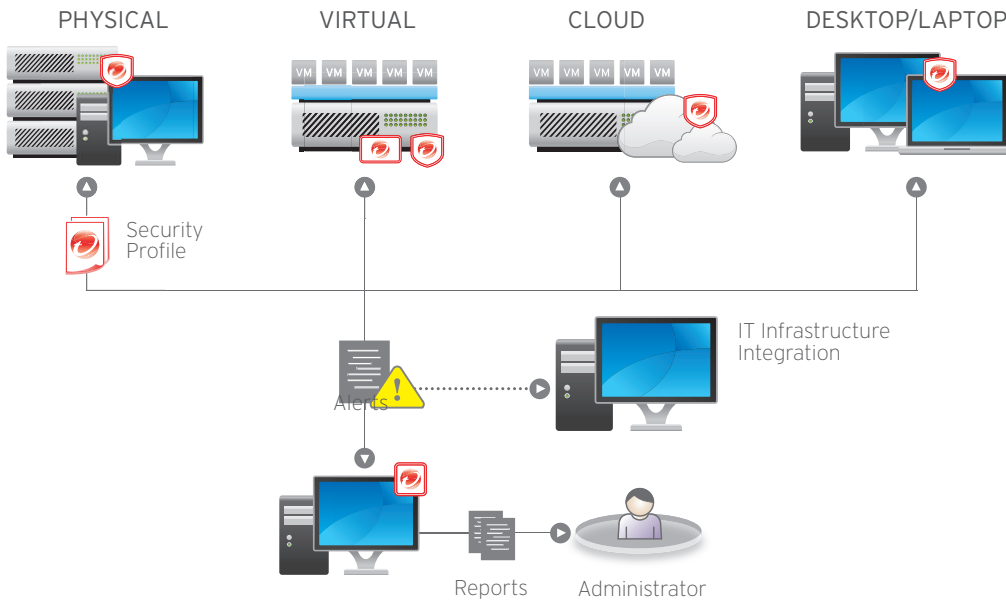 PHYSICAL
VIRTUAL
CLOUD
DESKTOP/LAPTOP
VM VM VM VM VM
VM VM VM VM VM
Security
Profile
IT Infrastructure
Integration
Alerts
Reports
Administrator